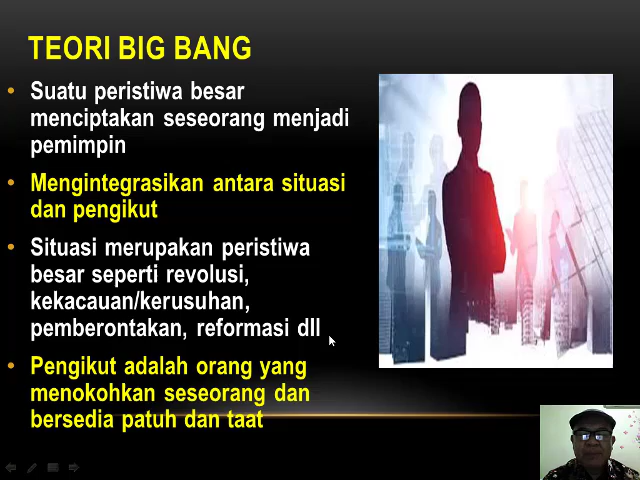 TEORI BIG BANG
• Suatu peristiwa besar
menciptakan seseorang menjadi
pemimpin
• Mengintegrasikan antara situasi
dan pengikut
• Situasi merupakan peristiwa
besar seperti revolusi,
kekacauan/kerusuhan,
pemberontakan, reformasi dll
• Pengikut adalah orang yang
menokohkan seseorang dan
bersedia patuh dan taat